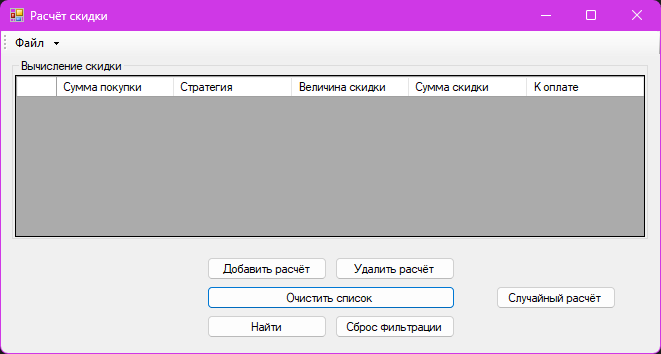 Расчёт скидки
Файл
Вычисление скидки
Сумма покупки Стратегия Величина скидки Сумма скидки К оплате
Добавить расчёт Удалить расчёт
Очистить список Случайный расчёт
Найти Сброс фильтрации